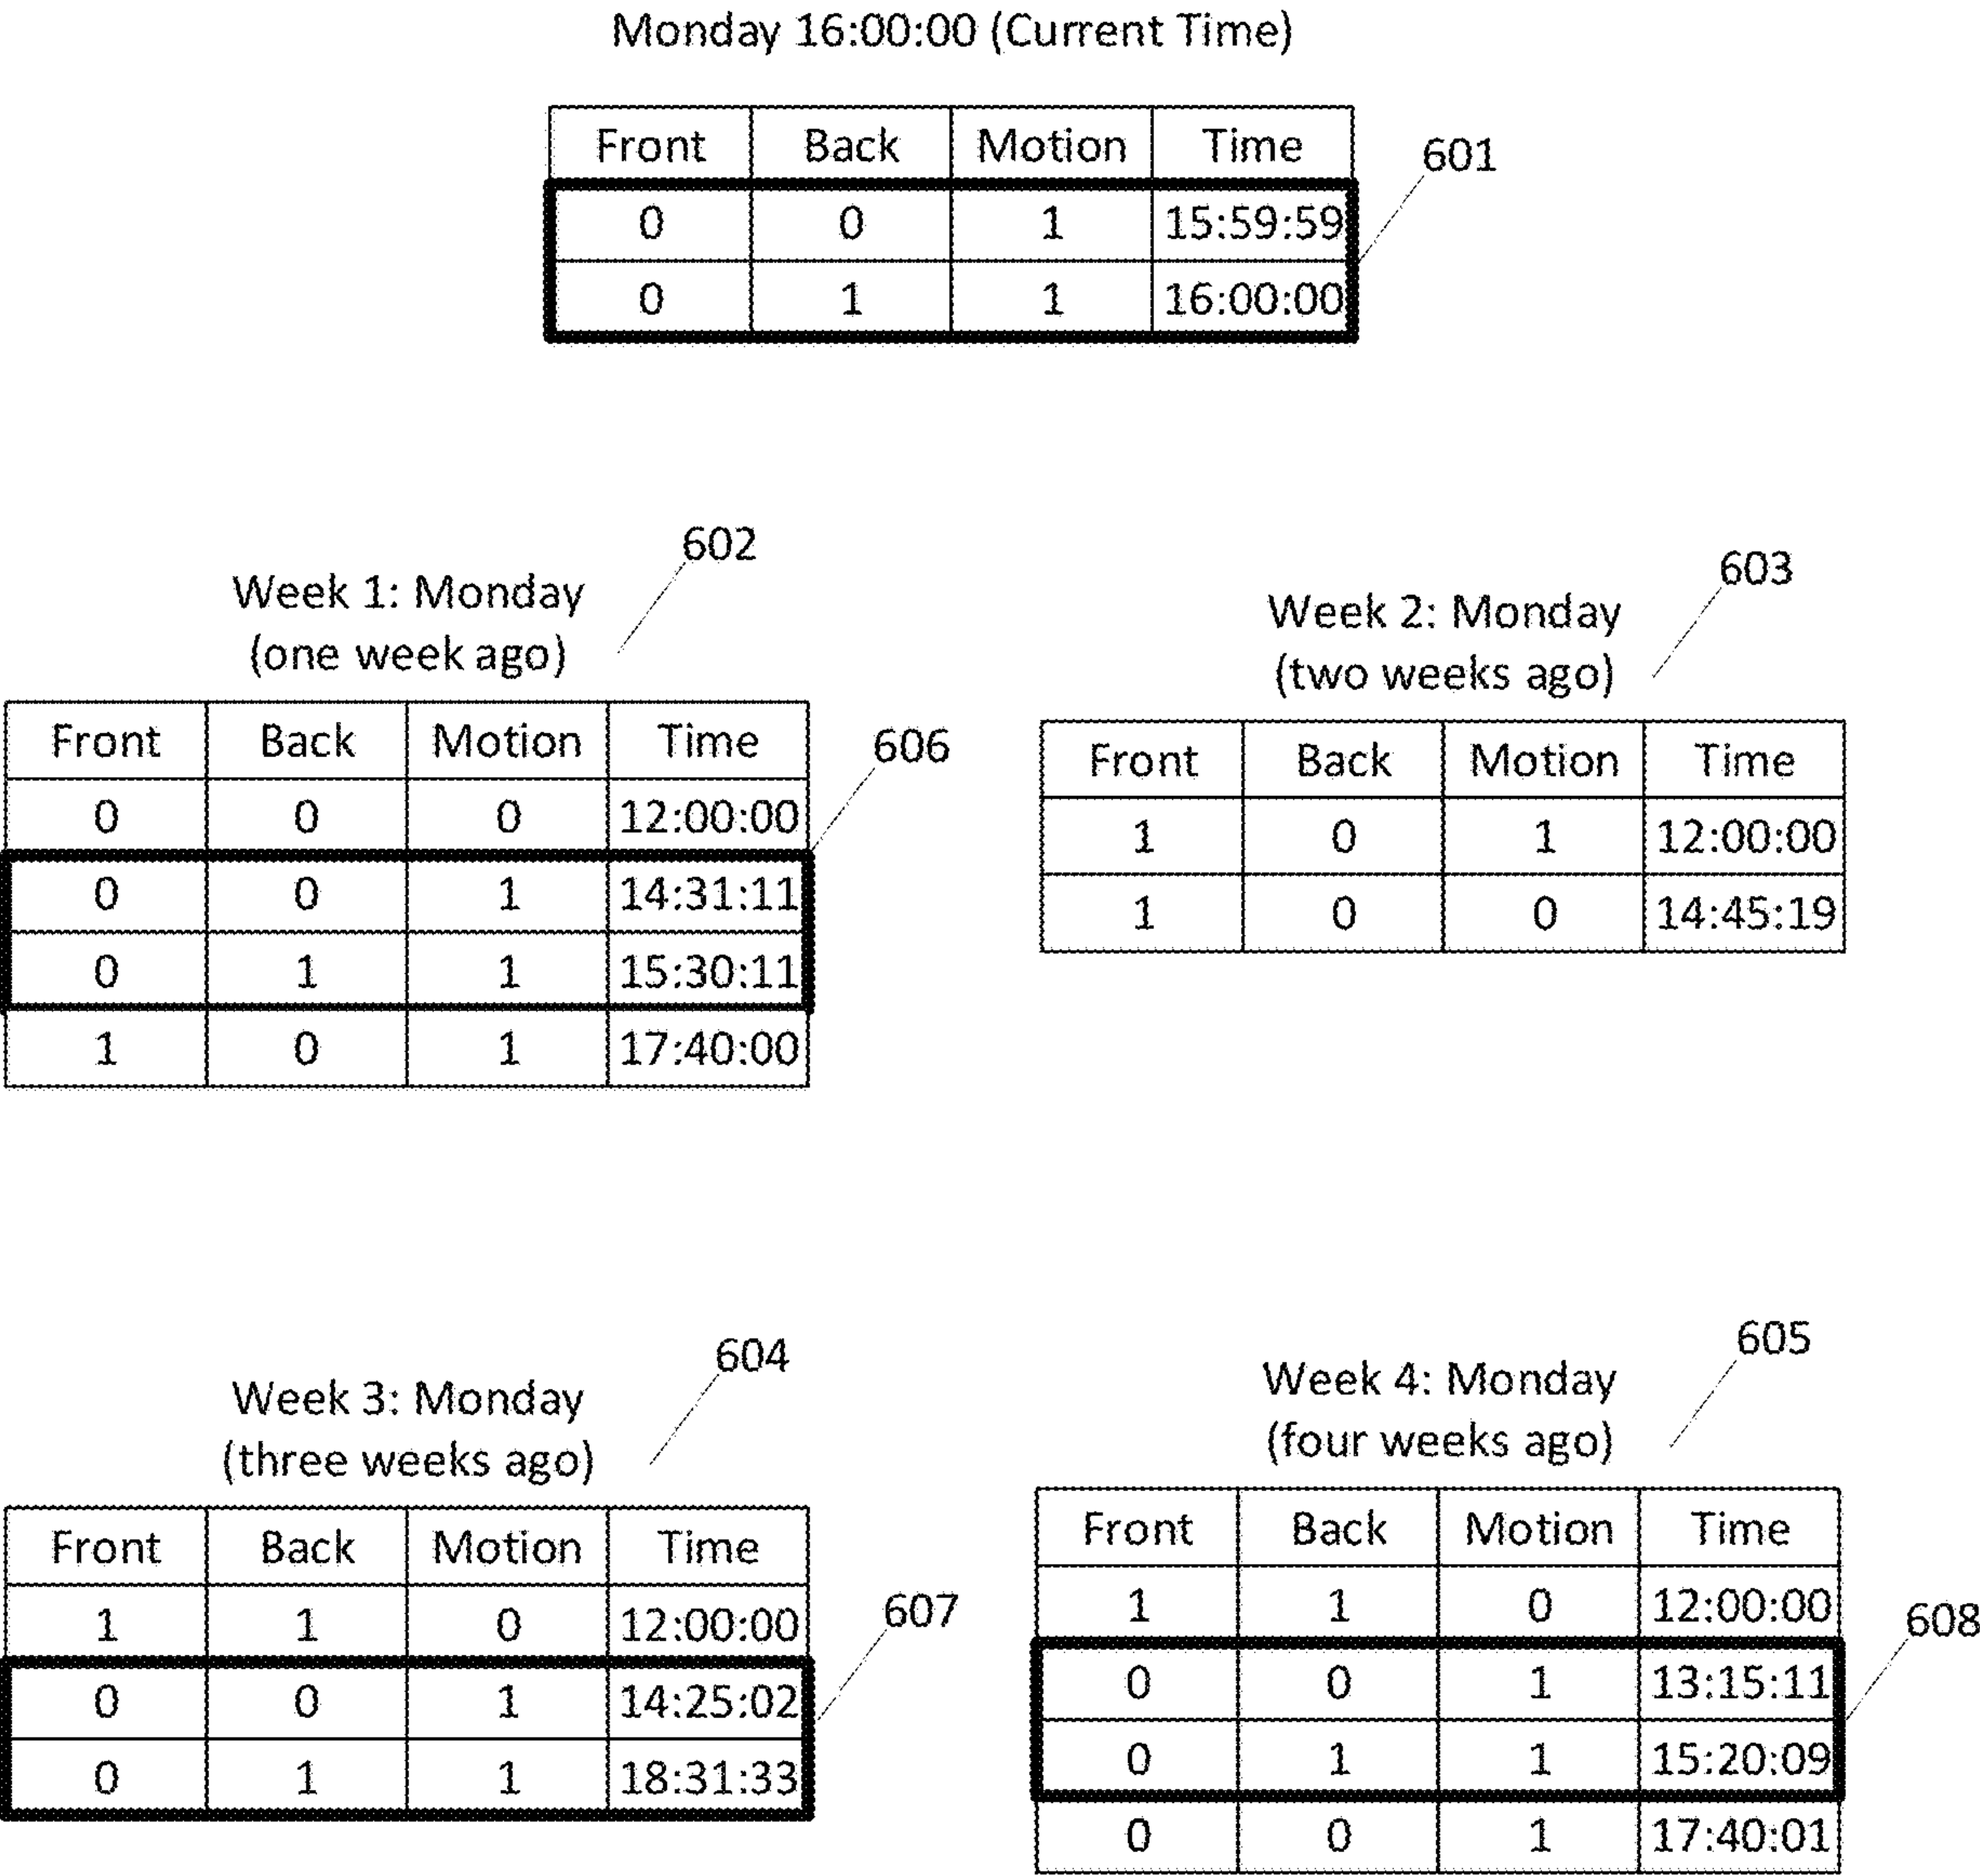 Monday 16:00:00 (Current Time)
Front Back Motion Time
601
0 0 1 15:59:59
0 1 1 16:00:00
602
Week 1: Monday
(one week ago)
Front Back Motion Time
606
0 0 0 12:00:00
0 0 1 14:31:11
0 1 1 15:30:11
1 0 1 17:40:00
603
Week 2: Monday
(two weeks ago)
Front Back Motion Time
1 0 1 12:00:00
1 0 0 14:45:19
604
Week 3: Monday
(three weeks ago)
Front Back Motion Time
1 1 0 12:00:00
607
0 0 1 14:25:02
0 1 1 18:31:33
605
Week 4: Monday
(four weeks ago)
Front Back Motion Time
1 1 0 12:00:00
608
0 0 1 13:15:11
0 1 1 15:20:09
0 0 1 17:40:01